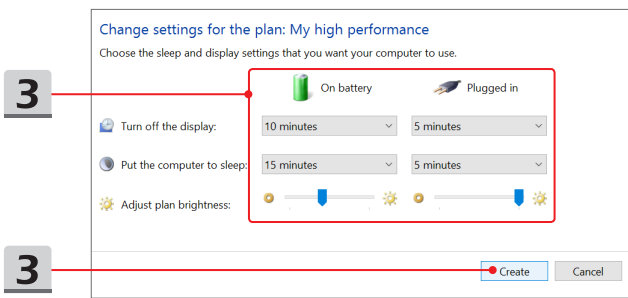 Change settings for the plan: My high performance
Choose the sleep and display settings that you want your computer to use.
3
On battery Plugged in
Turn off the display: 10 minutes 5 minutes
Put the computer to sleep: 15 minutes 5 minutes
Adjust plan brightness:
3
Create Cancel